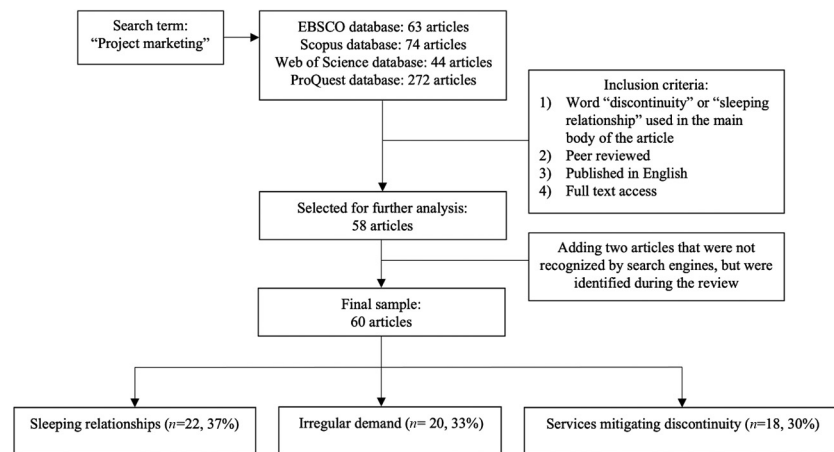 Search term:
“Project marketing”
EBSCO database: 63 articles
Scopus database: 74 articles
Web of Science database: 44 articles
ProQuest database: 272 articles
Inclusion criteria:
1) Word “discontinuity” or “sleeping
relationship” used in the main
body of the article
2) Peer reviewed
3) Published in English
4) Full text access
Selected for further analysis:
58 articles
Adding two articles that were not
recognized by search engines, but were
identified during the review
Final sample:
60 articles
Sleeping relationships (n=22, 37%)
Irregular demand (n= 20, 33%)
Services mitigating discontinuity (n=18, 30%)